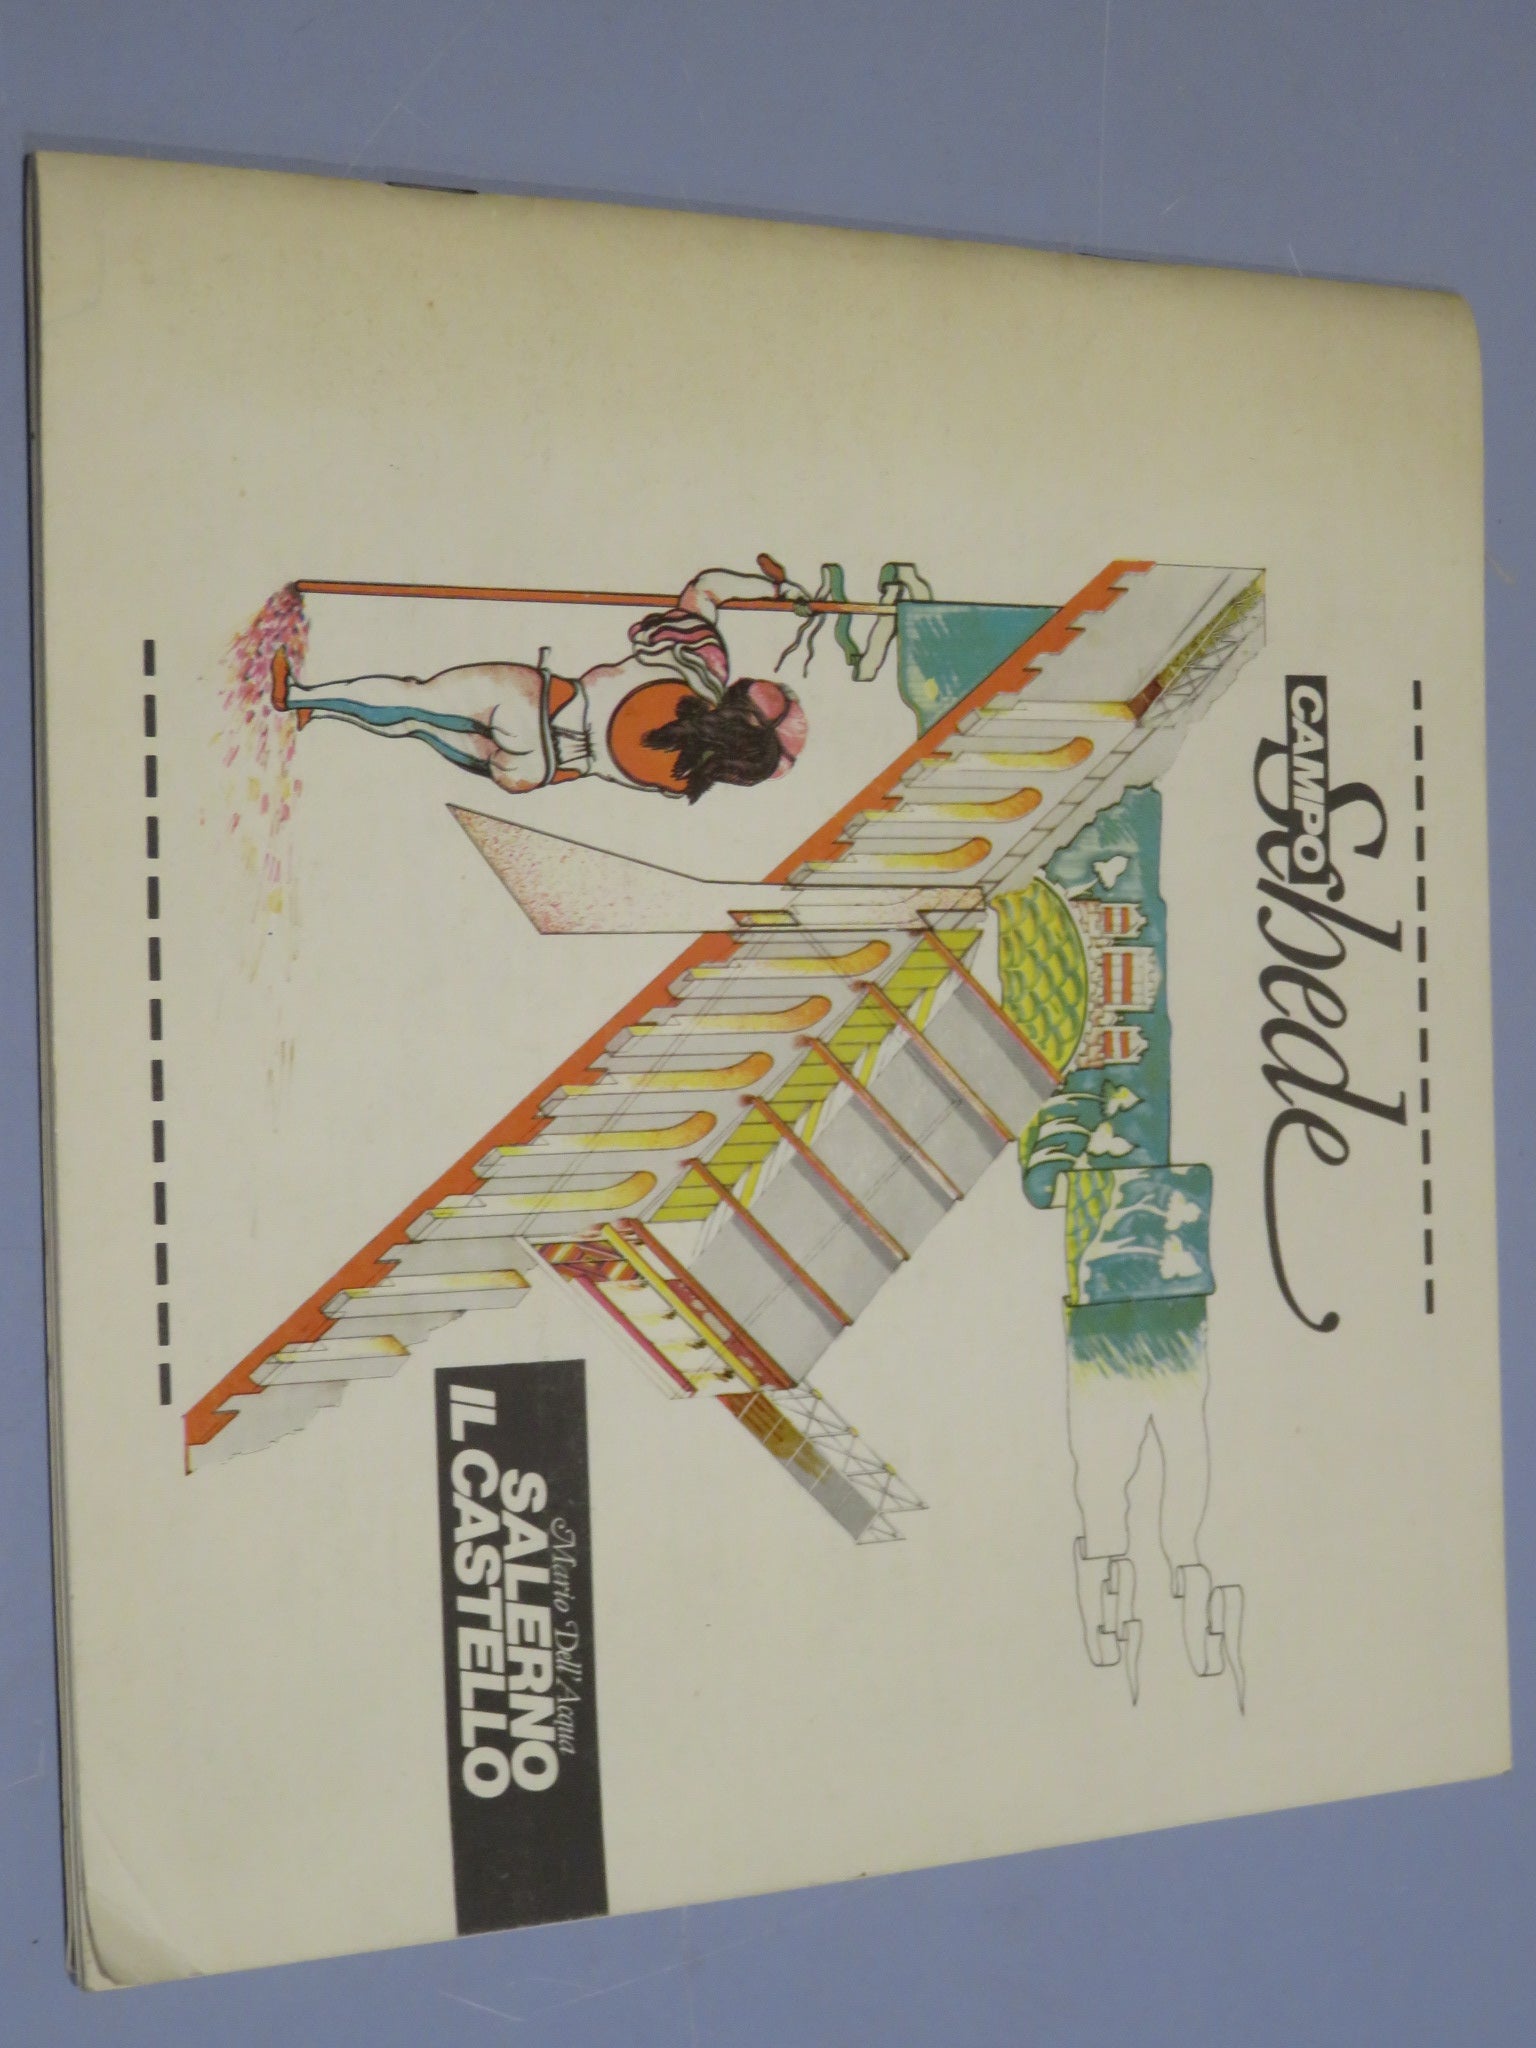 CAMPO
Schede
Mario Dell'Acqua
SALERNO
IL CASTELLO